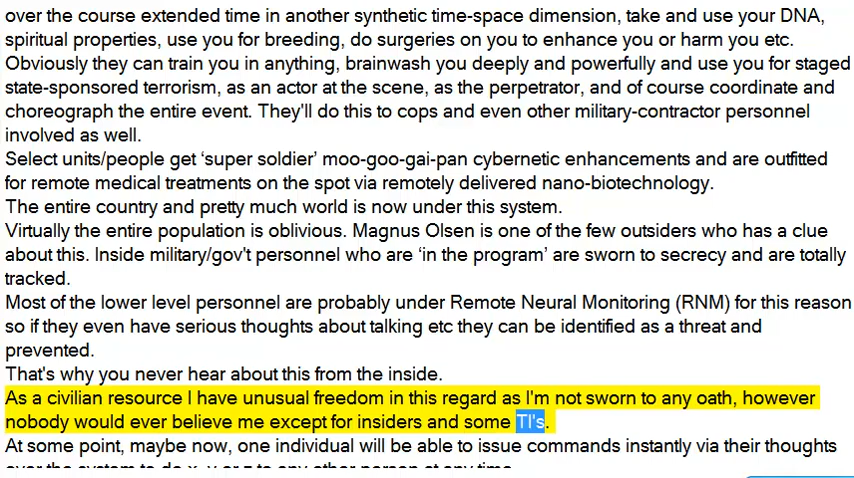 over the course extended time in another synthetic time-space dimension, take and use your DNA,
spiritual properties, use you for breeding, do surgeries on you to enhance you or harm you etc.
Obviously they can train you in anything, brainwash you deeply and powerfully and use you for staged
state-sponsored terrorism, as an actor at the scene, as the perpetrator, and of course coordinate and
choreograph the entire event. They'll do this to cops and even other military-contractor personnel
involved as well.
Select units/people get ‘super soldier’ moo-goo-gai-pan cybernetic enhancements and are outfitted
for remote medical treatments on the spot via remotely delivered nano-biotechnology.
The entire country and pretty much world is now under this system.
Virtually the entire population is oblivious. Magnus Olsen is one of the few outsiders who has a clue
about this. Inside military/gov't personnel who are ‘in the program’ are sworn to secrecy and are totally
tracked.
Most of the lower level personnel are probably under Remote Neural Monitoring (RNM) for this reason
so if they even have serious thoughts about talking etc they can be identified as a threat and
prevented.
That's why you never hear about this from the inside.
As a civilian resource I have unusual freedom in this regard as I'm not sworn to any oath, however
nobody would ever believe me except for insiders and some TI's.
At some point, maybe now, one individual will be able to issue commands instantly via their thoughts
over the system to do x, y or z to any other person at any time